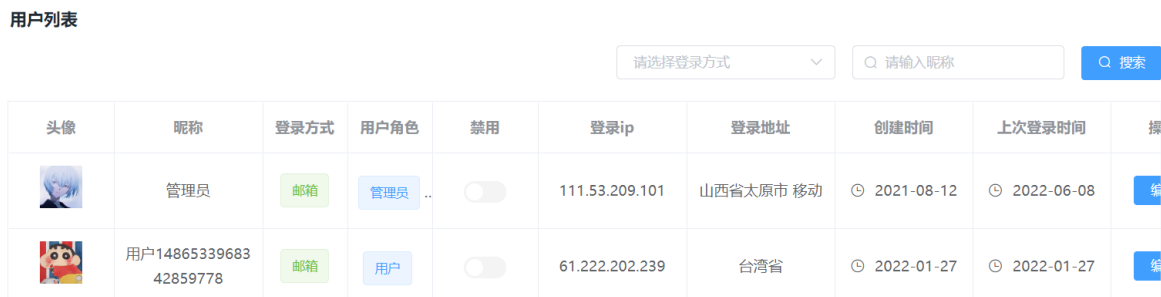 用户列表
请选择登录方式 请输入昵称 搜索
头像 昵称 登录方式 用户角色 禁用 登录ip 登录地址 创建时间 上次登录时间
管理员 邮箱 管理员 .. 111.53.209.101 山西省太原市 移动 2021-08-12 2022-06-08
用户14865339683
42859778 邮箱 用户 61.222.202.239 台湾省 2022-01-27 2022-01-27